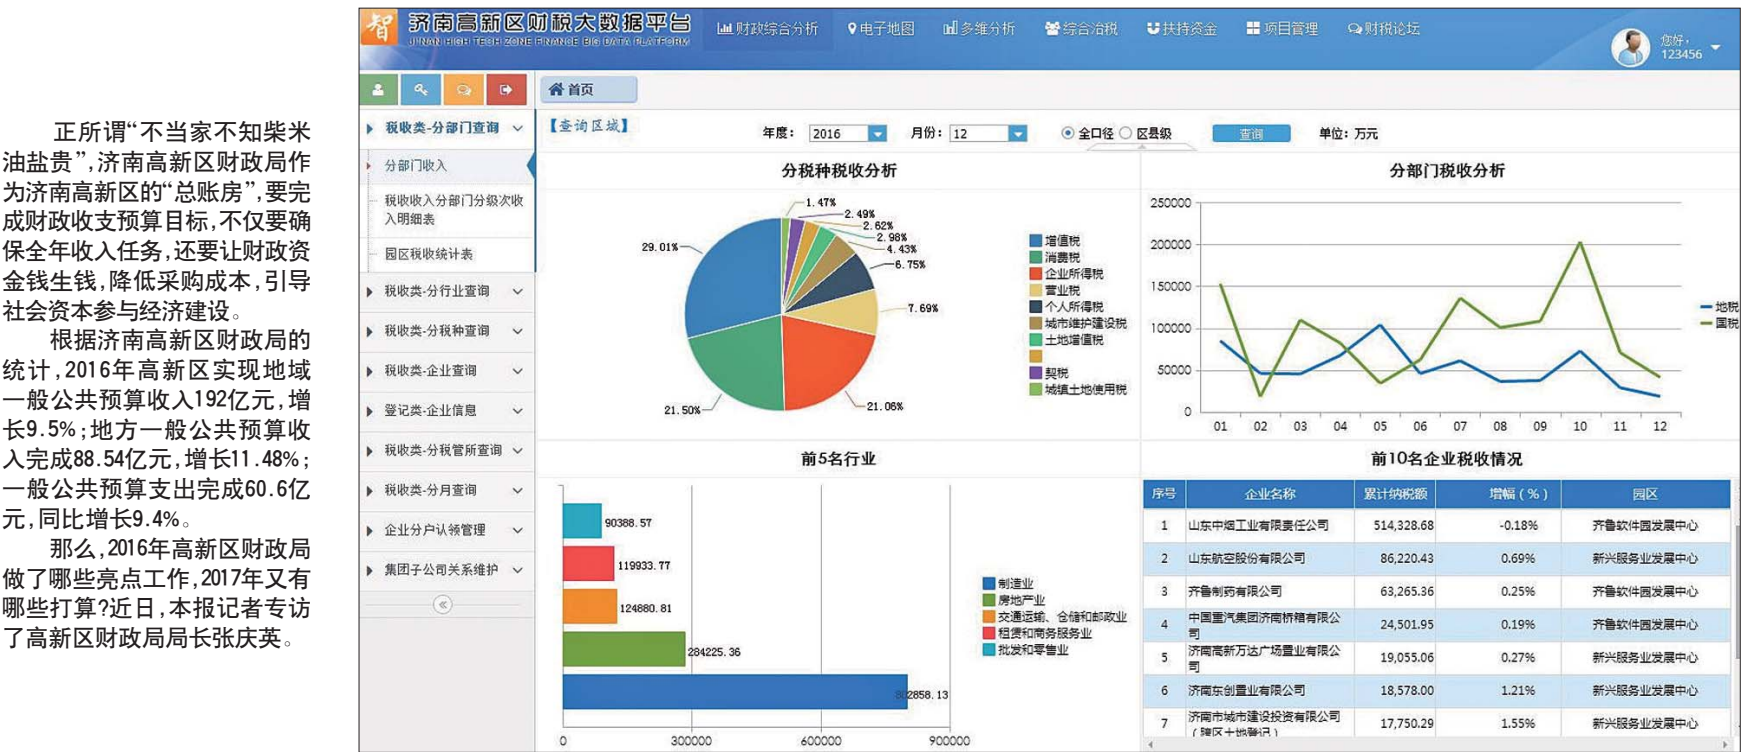 正所谓“不当家不知柴米
油盐贵”,济南高新区财政局作
为济南高新区的“总账房”,要完
成财政收支预算目标,不仅要确
保全年收入任务,还要让财政资
金钱生钱,降低采购成本,引导
社会资本参与经济建设。
根据济南高新区财政局的
统计,2016年高新区实现地域
一般公共预算收入192亿元,增
长9.5%;地方一般公共预算收
入完成88.54亿元,增长11.48%;
一般公共预算支出完成60.6亿
元,同比增长9.4%。
那么,2016年高新区财政局
做了哪些亮点工作,2017年又有
哪些打算?近日,本报记者专访
了高新区财政局局长张庆英。
智
济南高新区财税大数据平台
JI'NAN HIGH TECH ZONE FINANCE BIG DATA PLATFORM
财政综合分析 电子地图 多维分析 综合治税 扶持资金 项目管理 财税论坛
您好,
123456
首页
税收类-分部门查询
分部门收入
税收收入分部门分级次收
入明细表
园区税收统计表
税收类-分行业查询
税收类-分税种查询
税收类-企业查询
登记类-企业信息
税收类-分税管所查询
税收类-分月查询
企业分户认领管理
集团子公司关系维护
【查询区域】
年度: 2016 月份: 12 全口径 区县级 查询 单位: 万元
分税种税收分析
1.47%
2.49%
2.62%
2.98%
4.43%
6.75%
7.69%
21.06%
21.50%
29.01%
增值税
消费税
企业所得税
营业税
个人所得税
城市维护建设税
土地增值税
契税
城镇土地使用税
分部门税收分析
250000
200000
150000
100000
50000
0
01 02 03 04 05 06 07 08 09 10 11 12
地税
国税
前5名行业
90388.57
119933.77
124880.81
284225.36
802858.13
0 300000 600000 900000
制造业
房地产业
交通运输、仓储和邮政业
租赁和商务服务业
批发和零售业
前10名企业税收情况
序号 企业名称 累计纳税额 增幅(%) 园区
1 山东中烟工业有限责任公司 514,328.68 -0.18% 齐鲁软件园发展中心
2 山东航空股份有限公司 86,220.43 0.69% 新兴服务业发展中心
3 齐鲁制药有限公司 63,265.36 0.25% 齐鲁软件园发展中心
4 中国重汽集团济南桥箱有限公
司 24,501.95 0.19% 齐鲁软件园发展中心
5 济南高新万达广场置业有限公
司 19,055.06 0.27% 新兴服务业发展中心
6 济南东创置业有限公司 18,578.00 1.21% 新兴服务业发展中心
7 济南市城市建设投资有限公司
(跨区土地登记) 17,750.29 1.55% 新兴服务业发展中心